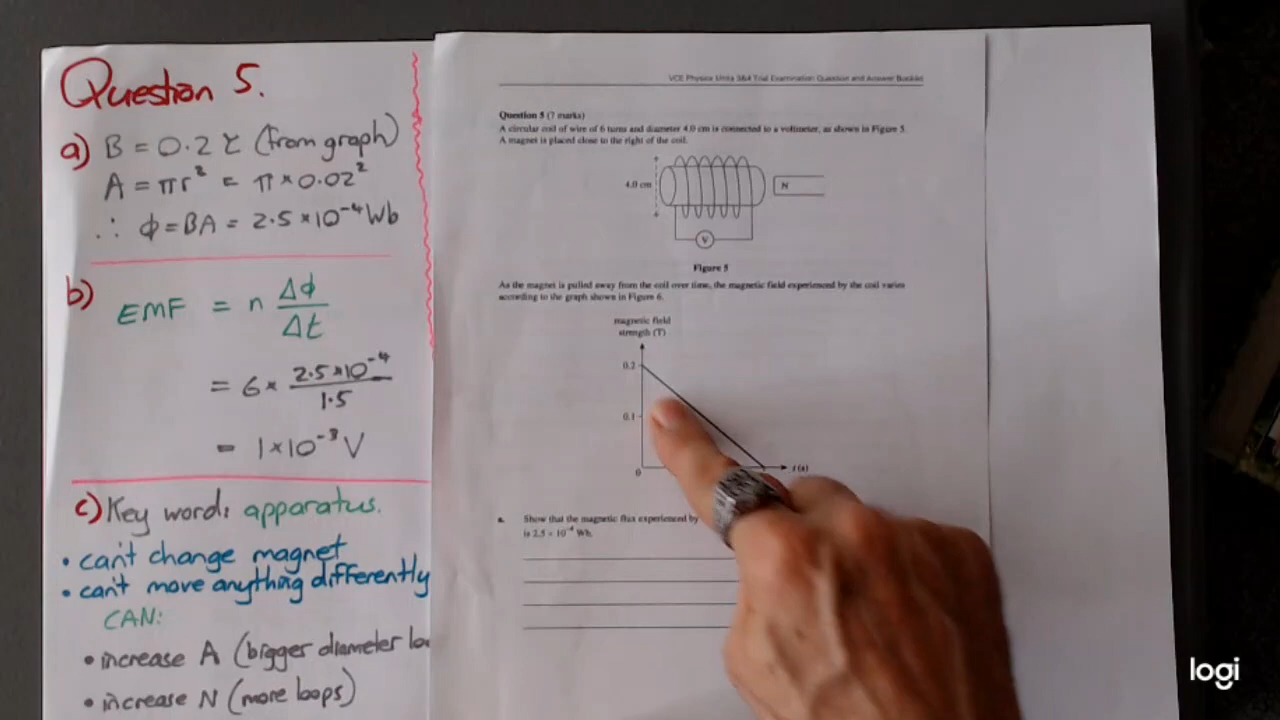 Question 5.
a) B = 0.2 T (from graph)
A = πr² = π × 0.02²
∴ ϕ = BA = 2.5 × 10⁻⁴ Wb
b) EMF = n Δϕ / Δt
= 6 × 2.5 × 10⁻⁴ / 1.5
= 1 × 10⁻³ V
c) Key word: apparatus.
• can't change magnet
• can't move anything differently
CAN:
• increase A (bigger diameter
• increase N (more loops)
VCE Physics Units 3&4 Trial Examination Question and Answer Booklet
Question 5 (7 marks)
A circular coil of wire of 6 turns and diameter 4.0 cm is connected to a voltmeter, as shown in Figure 5.
A magnet is placed close to the right of the coil.
4.0 cm
N
V
Figure 5
As the magnet is pulled away from the coil over time, the magnetic field experienced by the coil varies
according to the graph shown in Figure 6.
magnetic field
strength (T)
0.2
0.1
0
t (s)
a. Show that the magnetic flux experienced by
is 2.5 × 10⁻⁴ Wb.
logi